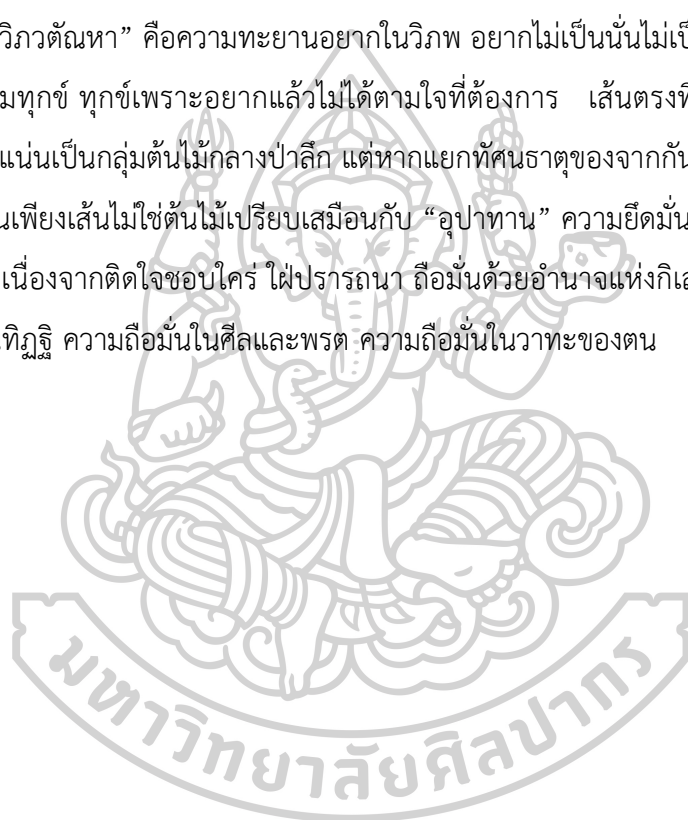 วิภวตัณหา” คือความทะยานอยากในวิภพ อยากไม่เป็นนั่นไม่เป็
มทุกข์ ทุกข์เพราะอยากแล้วไม่ได้ตามใจที่ต้องการ เส้นตรงที่
แน่นเป็นกลุ่มต้นไม้กลางป่าลึก แต่หากแยกทัศนธาตุของจากกัน
นเพียงเส้นไม่ใช่ต้นไม้เปรียบเสมือนกับ “อุปาทาน” ความยึดมั่น
เนื่องจากติดใจชอบใคร่ ใฝ่ปรารถนา ถือมั่นด้วยอำนาจแห่งกิเล
ทิฏฐิ ความถือมั่นในศีลและพรต ความถือมั่นในวาทะของตน
มหาวิทยาลัยศิลปากร